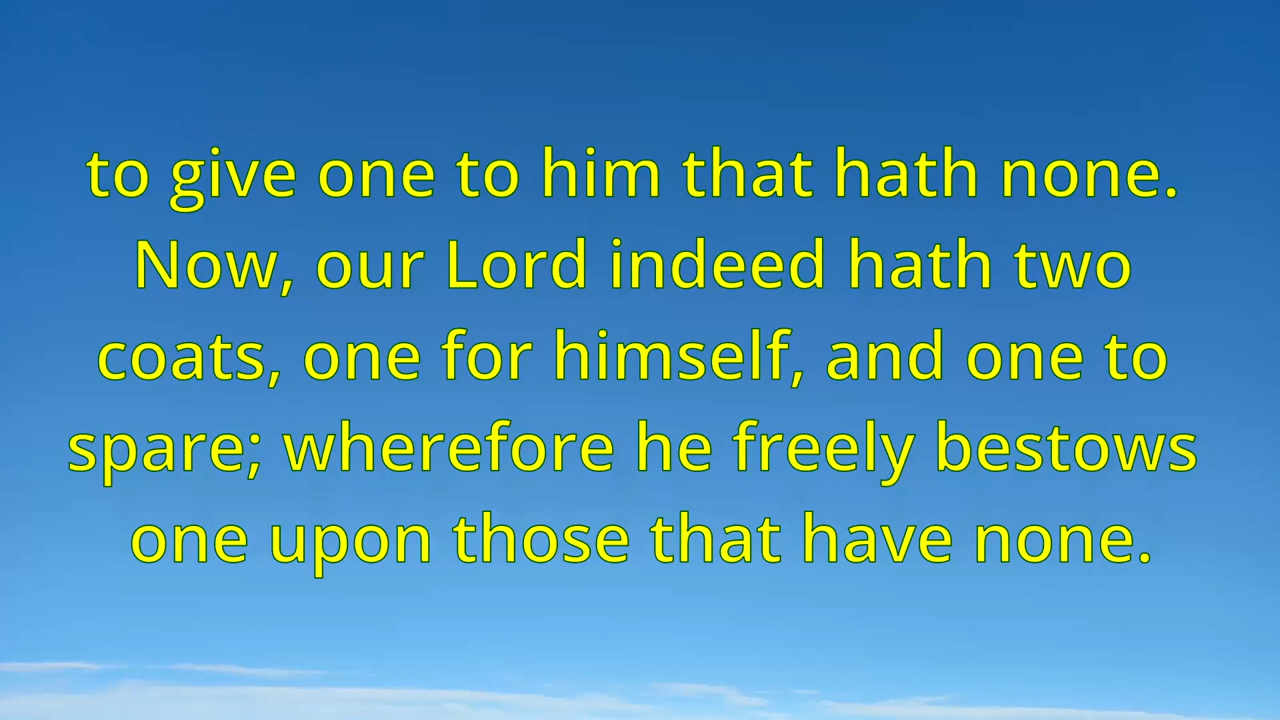 to give one to him that hath none.
Now, our Lord indeed hath two
coats, one for himself, and one to
spare; wherefore he freely bestows
one upon those that have none.